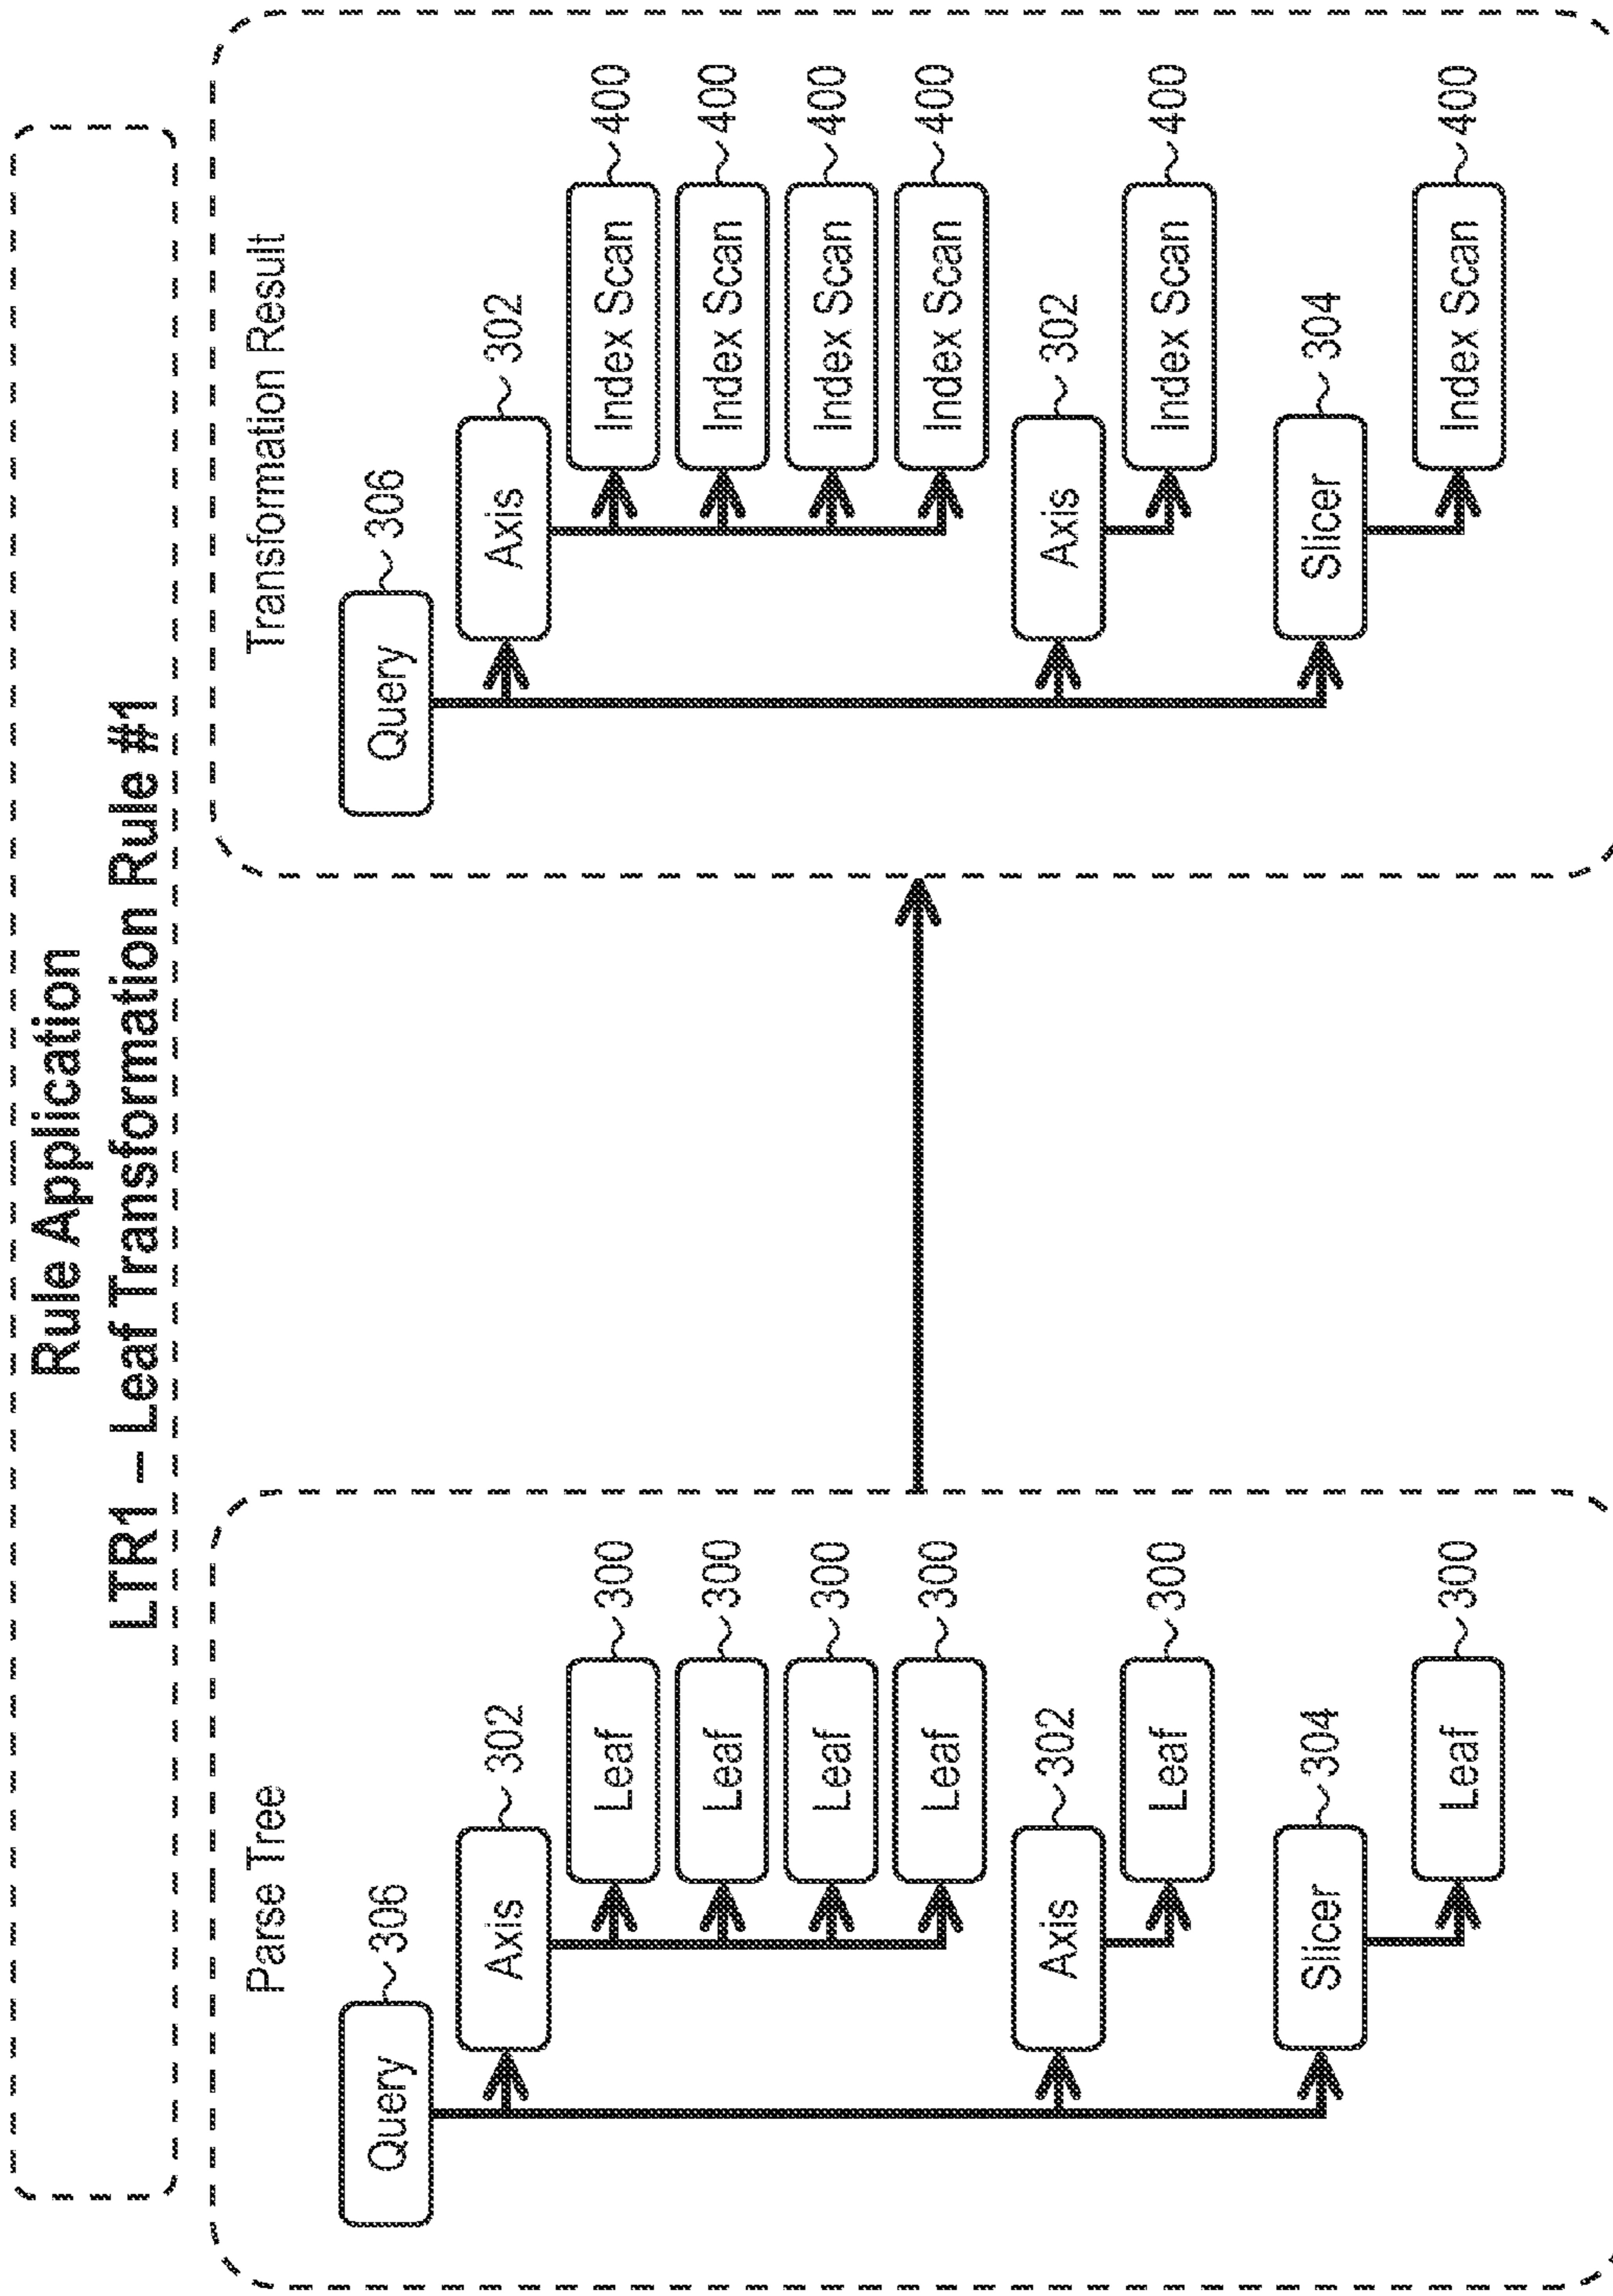 Rule Application
LTR1 – Leaf Transformation Rule #1
Parse Tree
Query 306
Axis 302
Leaf 300
Leaf 300
Leaf 300
Leaf 300
Axis 302
Leaf 300
Slicer 304
Leaf 300
Transformation Result
Query 306
Axis 302
Index Scan 400
Index Scan 400
Index Scan 400
Index Scan 400
Axis 302
Index Scan 400
Slicer 304
Index Scan 400